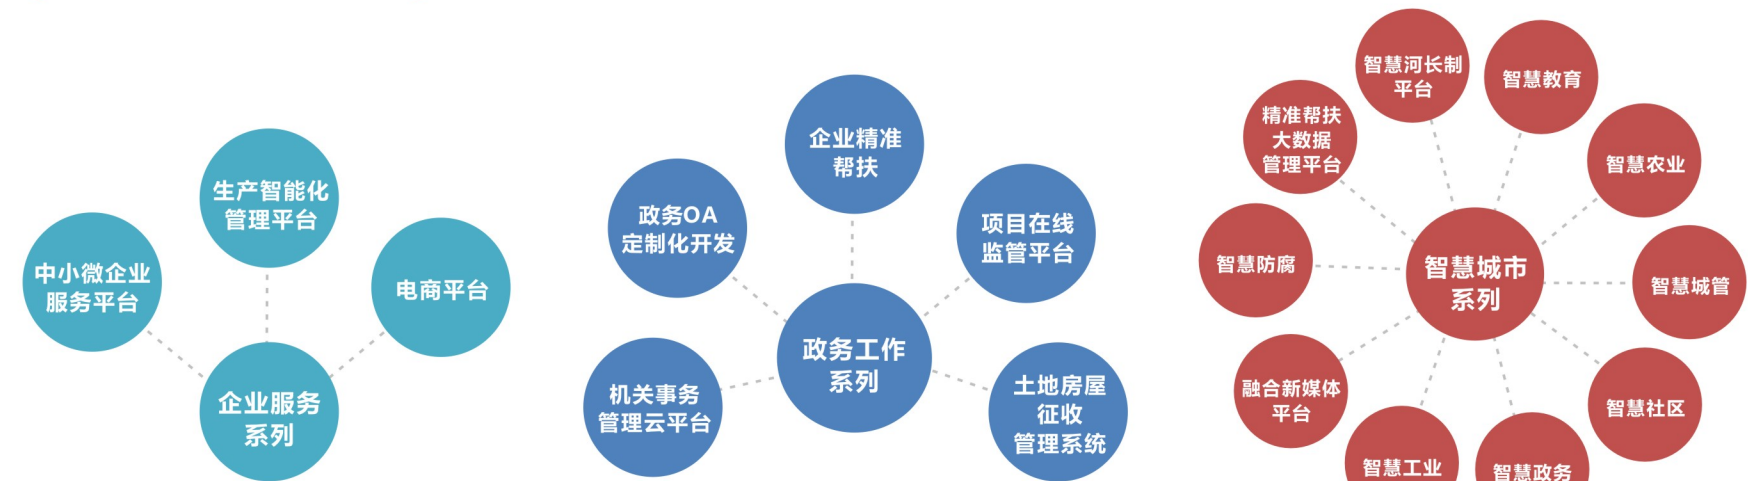 生产智能化
管理平台
中小微企业
服务平台
电商平台
企业服务
系列
企业精准
帮扶
政务OA
定制化开发
项目在线
监管平台
政务工作
系列
机关事务
管理云平台
土地房屋
征收
管理系统
智慧河长制
平台
智慧教育
精准帮扶
大数据
管理平台
智慧农业
智慧防腐
智慧城市
系列
智慧城管
融合新媒体
平台
智慧社区
智慧工业
智慧政务